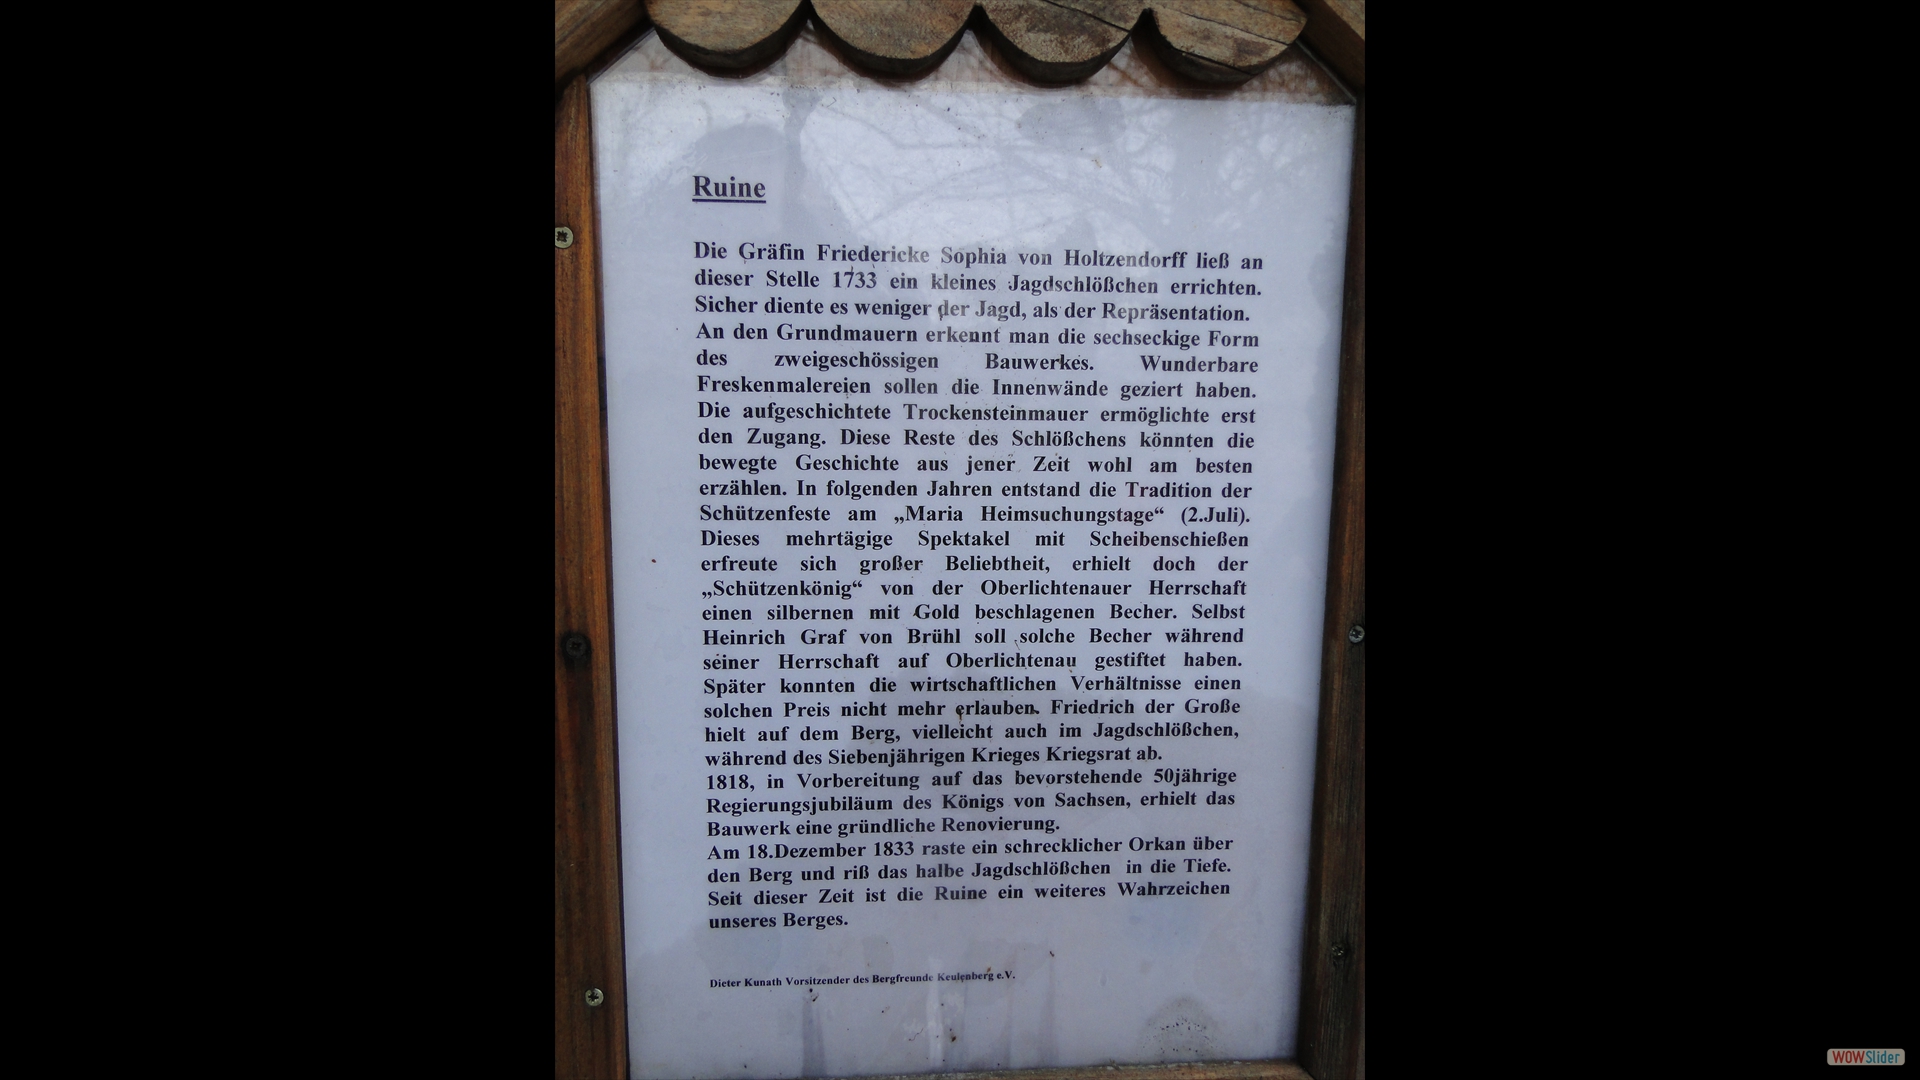 Ruine
Die Gräfin Friedericke Sophia von Holtzendorff ließ an
dieser Stelle 1733 ein kleines Jagdschlößchen errichten.
Sicher diente es weniger der Jagd, als der Repräsentation.
An den Grundmauern erkennt man die sechseckige Form
des zweigeschössigen Bauwerkes. Wunderbare
Freskenmalereien sollen die Innenwände geziert haben.
Die aufgeschichtete Trockensteinmauer ermöglichte erst
den Zugang. Diese Reste des Schlößchens könnten die
bewegte Geschichte aus jener Zeit wohl am besten
erzählen. In folgenden Jahren entstand die Tradition der
Schützenfeste am „Maria Heimsuchungstage“ (2.Juli).
Dieses mehrtägige Spektakel mit Scheibenschießen
erfreute sich großer Beliebtheit, erhielt doch der
„Schützenkönig“ von der Oberlichtenauer Herrschaft
einen silbernen mit Gold beschlagenen Becher. Selbst
Heinrich Graf von Brühl soll solche Becher während
seiner Herrschaft auf Oberlichtenau gestiftet haben.
Später konnten die wirtschaftlichen Verhältnisse einen
solchen Preis nicht mehr erlauben. Friedrich der Große
hielt auf dem Berg, vielleicht auch im Jagdschlößchen,
während des Siebenjährigen Krieges Kriegsrat ab.
1818, in Vorbereitung auf das bevorstehende 50jährige
Regierungsjubiläum des Königs von Sachsen, erhielt das
Bauwerk eine gründliche Renovierung.
Am 18.Dezember 1833 raste ein schrecklicher Orkan über
den Berg und riß das halbe Jagdschlößchen in die Tiefe.
Seit dieser Zeit ist die Ruine ein weiteres Wahrzeichen
unseres Berges.
Dieter Kunath Vorsitzender des Bergfreunde Keulenberg e.V.
WOWSlider